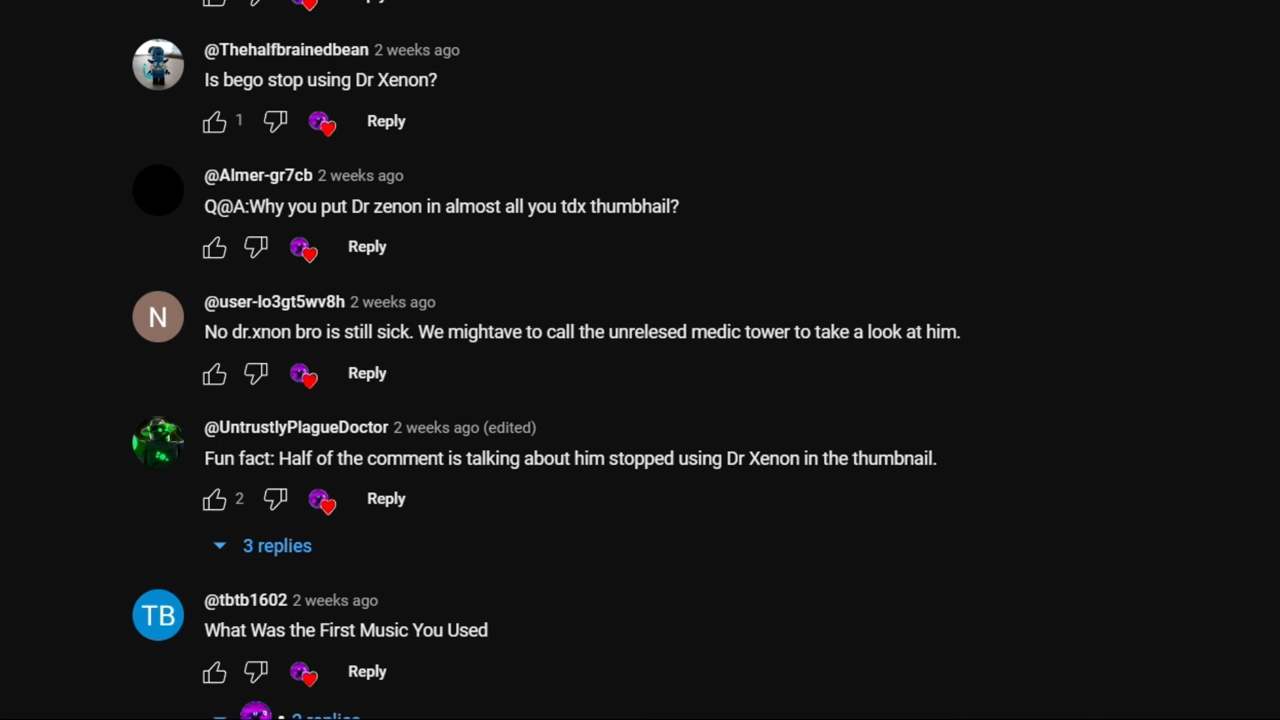 @Thehalfbrainedbean 2 weeks ago
Is bego stop using Dr Xenon?
1 Reply
@Almer-gr7cb 2 weeks ago
Q@A:Why you put Dr zenon in almost all you tdx thumbhail?
Reply
N
@user-lo3gt5wv8h 2 weeks ago
No dr.xnon bro is still sick. We mightave to call the unrelesed medic tower to take a look at him.
Reply
@UntrustlyPlagueDoctor 2 weeks ago (edited)
Fun fact: Half of the comment is talking about him stopped using Dr Xenon in the thumbnail.
2 Reply
3 replies
TB
@tbtb1602 2 weeks ago
What Was the First Music You Used
Reply
replies